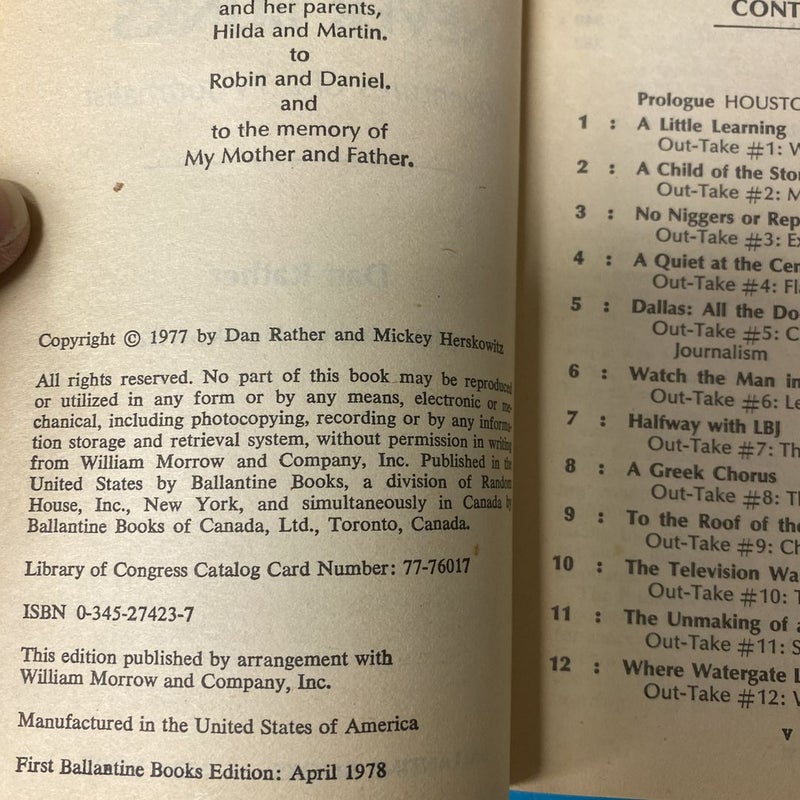 and her parents,
Hilda and Martin.
to
Robin and Daniel.
and
to the memory of
My Mother and Father.
Copyright © 1977 by Dan Rather and Mickey Herskowitz
All rights reserved. No part of this book may be reproduced
or utilized in any form or by any means, electronic or me-
chanical, including photocopying, recording or by any informa-
tion storage and retrieval system, without permission in writing
from William Morrow and Company, Inc. Published in the
United States by Ballantine Books, a division of Random
House, Inc., New York, and simultaneously in Canada by
Ballantine Books of Canada, Ltd., Toronto, Canada.
Library of Congress Catalog Card Number: 77-76017
ISBN 0-345-27423-7
This edition published by arrangement with
William Morrow and Company, Inc.
Manufactured in the United States of America
First Ballantine Books Edition: April 1978
CONT
Prologue HOUSTO
1 : A Little Learning
Out-Take #1: W
2 : A Child of the Sto
Out-Take #2: M
3 : No Niggers or Rep
Out-Take #3: Ex
4 : A Quiet at the Cen
Out-Take #4: Fl
5 : Dallas: All the Do
Out-Take #5: C
Journalism
6 : Watch the Man in
Out-Take #6: Le
7 : Halfway with LBJ
Out-Take #7: Th
8 : A Greek Chorus
Out-Take #8: Th
9 : To the Roof of the
Out-Take #9: Ch
10 : The Television Wa
Out-Take #10: T
11 : The Unmaking of a
Out-Take #11: S
12 : Where Watergate L
Out-Take #12: V
v